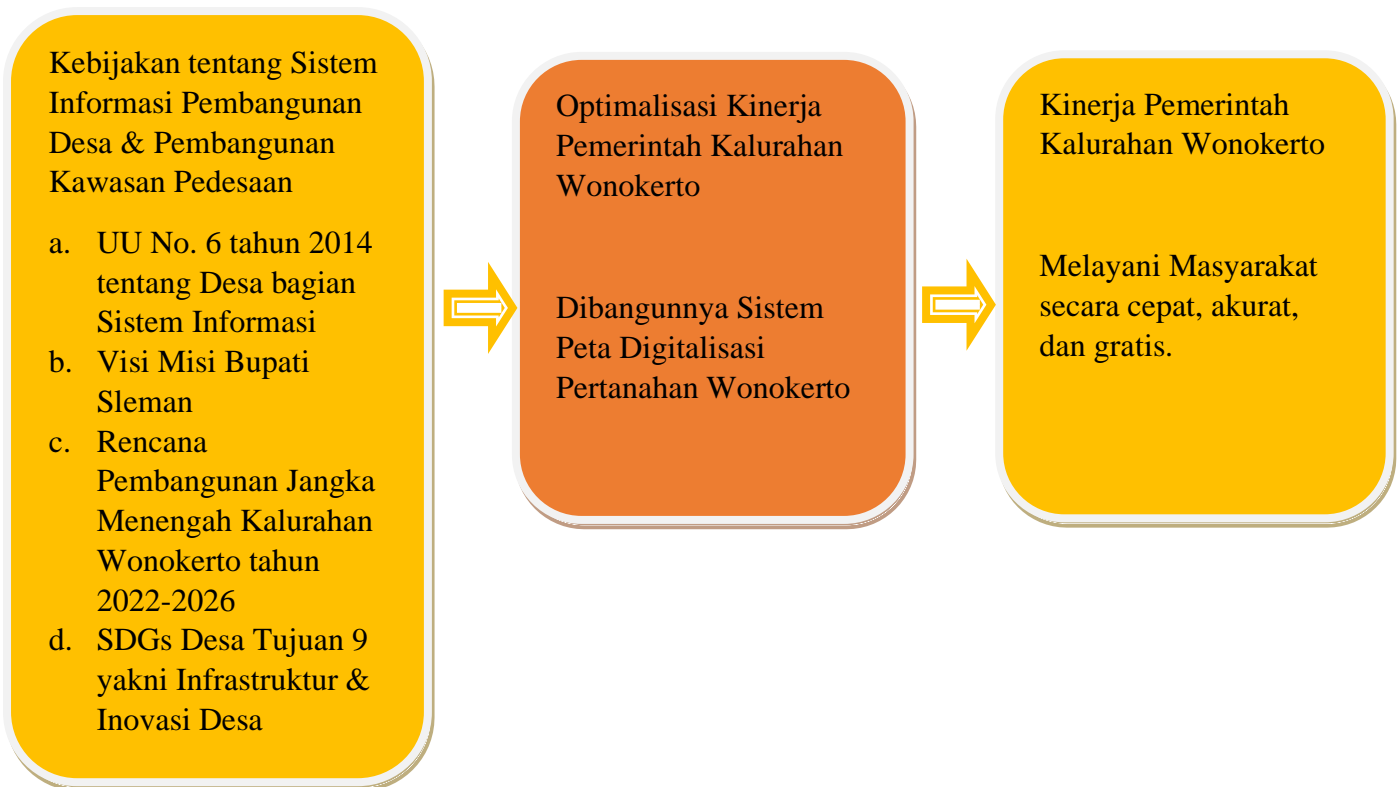 Kebijakan tentang Sistem
Informasi Pembangunan
Desa & Pembangunan
Kawasan Pedesaan
a. UU No. 6 tahun 2014
tentang Desa bagian
Sistem Informasi
b. Visi Misi Bupati
Sleman
c. Rencana
Pembangunan Jangka
Menengah Kalurahan
Wonokerto tahun
2022-2026
d. SDGs Desa Tujuan 9
yakni Infrastruktur &
Inovasi Desa
Optimalisasi Kinerja
Pemerintah Kalurahan
Wonokerto
Dibangunnya Sistem
Peta Digitalisasi
Pertanahan Wonokerto
Kinerja Pemerintah
Kalurahan Wonokerto
Melayani Masyarakat
secara cepat, akurat,
dan gratis.